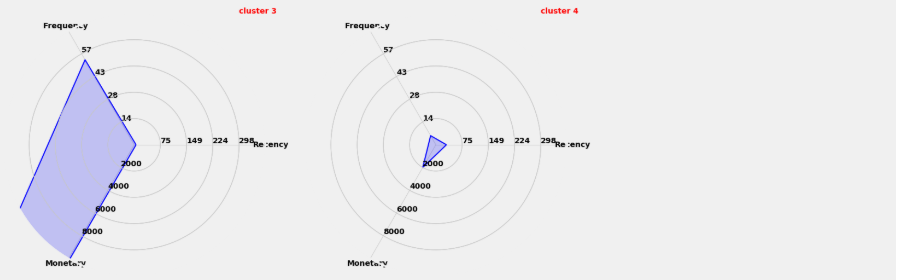 cluster 3
cluster 4
Frequency
Frequency
57
57
43
43
28
28
14
14
75 149 224 298 Recency
75 149 224 298 Recency
2000
2000
4000
4000
6000
6000
8000
8000
Monetary
Monetary